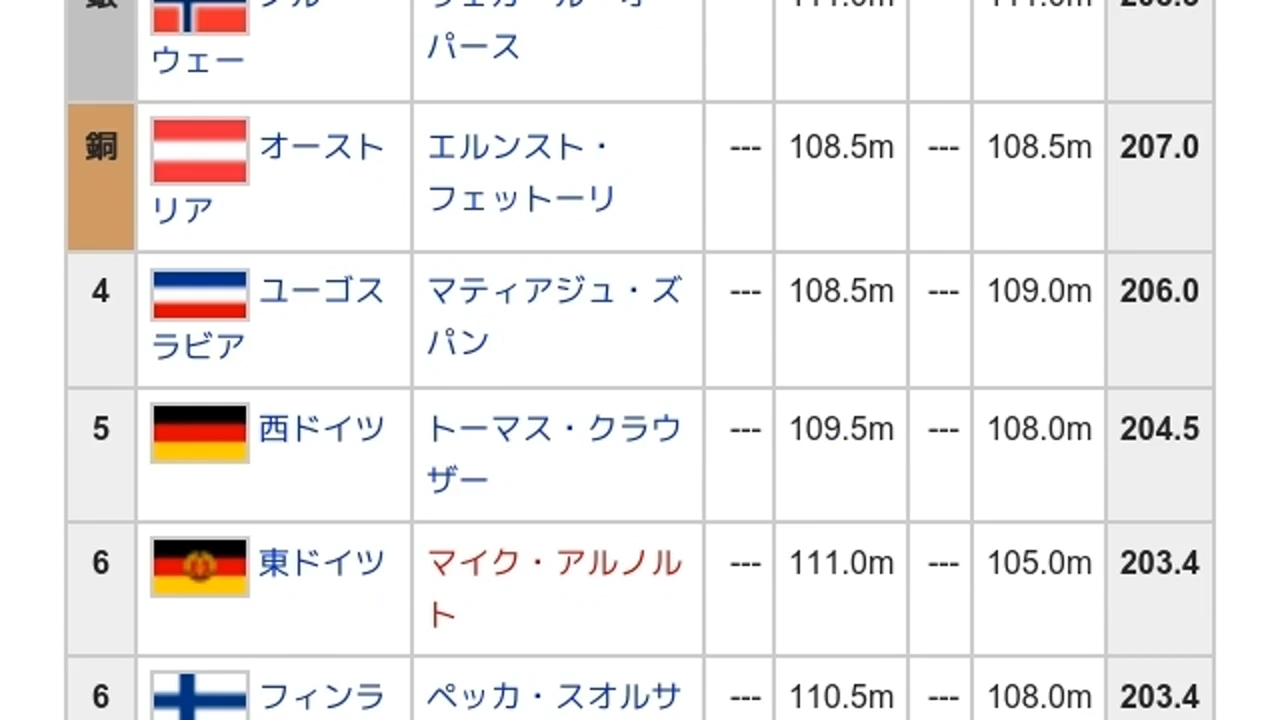 ウェー
パース
銅 オースト エルンスト・ --- 108.5m --- 108.5m 207.0
リア フェットーリ
4 ユーゴス マティアジュ・ズ --- 108.5m --- 109.0m 206.0
ラビア パン
5 西ドイツ トーマス・クラウ --- 109.5m --- 108.0m 204.5
ザー
6 東ドイツ マイク・アルノル --- 111.0m --- 105.0m 203.4
ト
6 フィンラ ペッカ・スオルサ --- 110.5m --- 108.0m 203.4